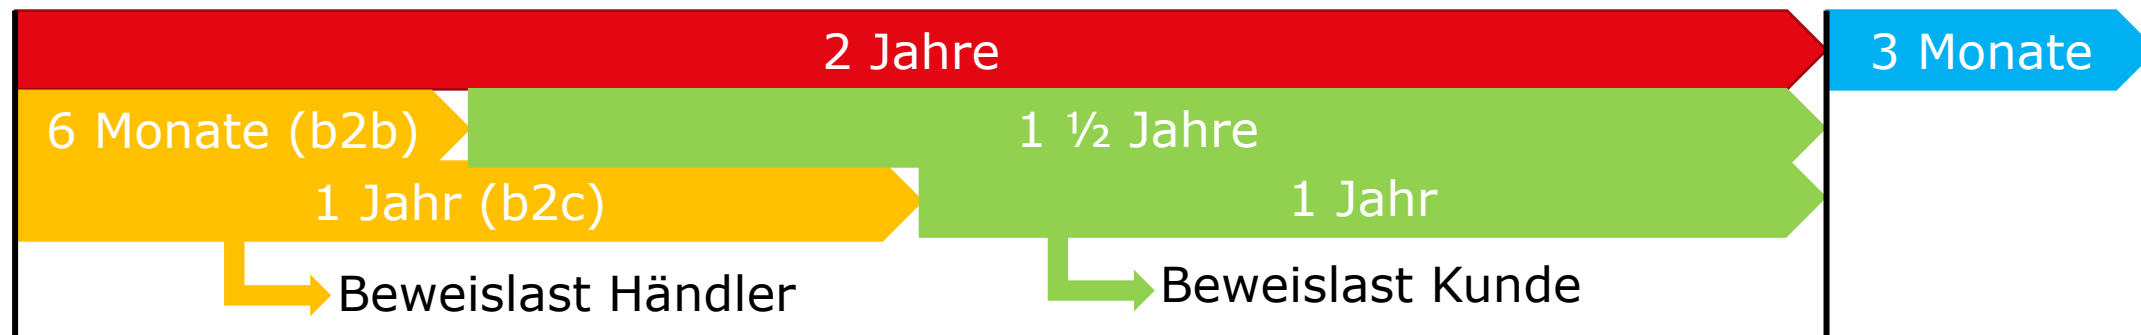 2 Jahre
3 Monate
6 Monate (b2b)
1 ½ Jahre
1 Jahr (b2c)
1 Jahr
Beweislast Händler
Beweislast Kunde